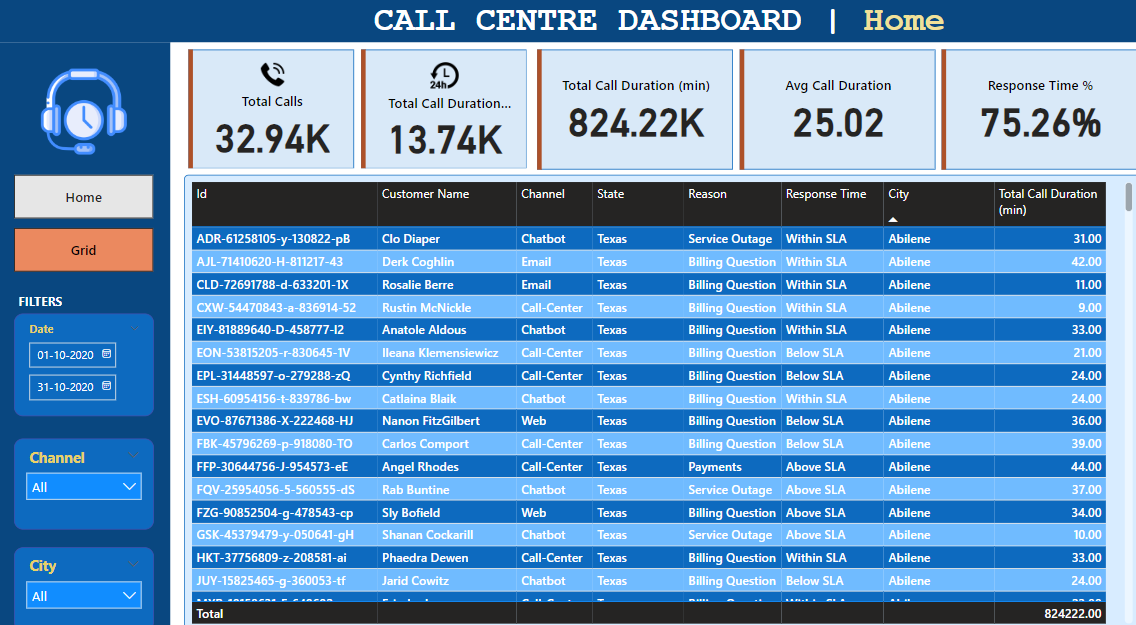 CALL CENTRE DASHBOARD | Home
24h
Total Calls
32.94K
Total Call Duration...
13.74K
Total Call Duration (min)
824.22K
Avg Call Duration
25.02
Response Time %
75.26%
Home
Grid
FILTERS
Date
01-10-2020
31-10-2020
Channel
All
City
All
Id Customer Name Channel State Reason Response Time City Total Call Duration (min)
ADR-61258105-y-130822-pB Clo Diaper Chatbot Texas Service Outage Within SLA Abilene 31.00
AJL-71410620-H-811217-43 Derk Coghlin Email Texas Billing Question Within SLA Abilene 42.00
CLD-72691788-d-633201-1X Rosalie Berre Email Texas Billing Question Within SLA Abilene 11.00
CXW-54470843-a-836914-52 Rustin McNickle Call-Center Texas Billing Question Within SLA Abilene 9.00
EIY-81889640-D-458777-I2 Anatole Aldous Chatbot Texas Billing Question Within SLA Abilene 33.00
EON-53815205-r-830645-1V Ileana Klemensiewicz Call-Center Texas Billing Question Below SLA Abilene 21.00
EPL-31448597-o-279288-zQ Cynthy Richfield Call-Center Texas Billing Question Below SLA Abilene 24.00
ESH-60954156-t-839786-bw Catlaina Blaik Chatbot Texas Billing Question Within SLA Abilene 24.00
EVO-87671386-X-222468-HJ Nanon FitzGilbert Web Texas Billing Question Below SLA Abilene 36.00
FBK-45796269-p-918080-TO Carlos Comport Call-Center Texas Billing Question Below SLA Abilene 39.00
FFP-30644756-J-954573-eE Angel Rhodes Call-Center Texas Payments Above SLA Abilene 44.00
FQV-25954056-5-560555-dS Rab Buntine Chatbot Texas Service Outage Above SLA Abilene 37.00
FZG-90852504-g-478543-cp Sly Bofield Web Texas Billing Question Above SLA Abilene 34.00
GSK-45379479-y-050641-gH Shanan Cockarill Chatbot Texas Service Outage Above SLA Abilene 10.00
HKT-37756809-z-208581-ai Phaedra Dewen Call-Center Texas Billing Question Within SLA Abilene 33.00
JUY-15825465-g-360053-tf Jarid Cowitz Chatbot Texas Billing Question Below SLA Abilene 24.00
Total 824222.00